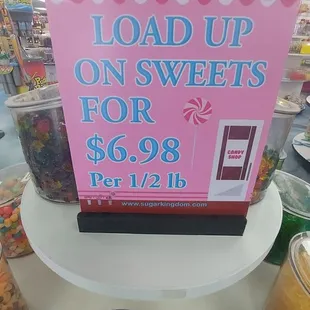 LOAD UP
ON SWEETS
FOR
$6.98
Per 1/2 lb
CANDY
SHOP
www.sugarkingdom.com